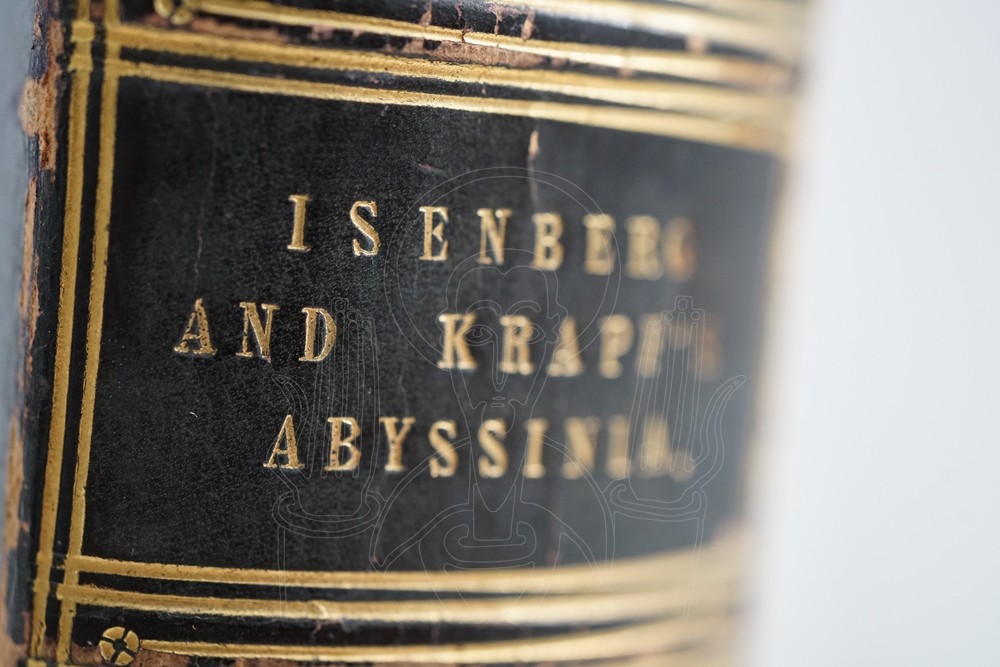 ISENBERG
AND KRAPF'S
ABYSSINIA.